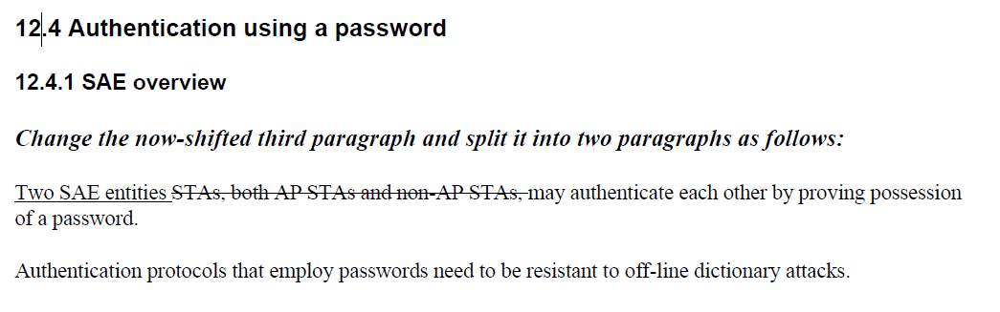 12.4 Authentication using a password
12.4.1 SAE overview
Change the now-shifted third paragraph and split it into two paragraphs as follows:
Two SAE entities STAs, both AP STAs and non-AP STAs, may authenticate each other by proving possession
of a password.
Authentication protocols that employ passwords need to be resistant to off-line dictionary attacks.